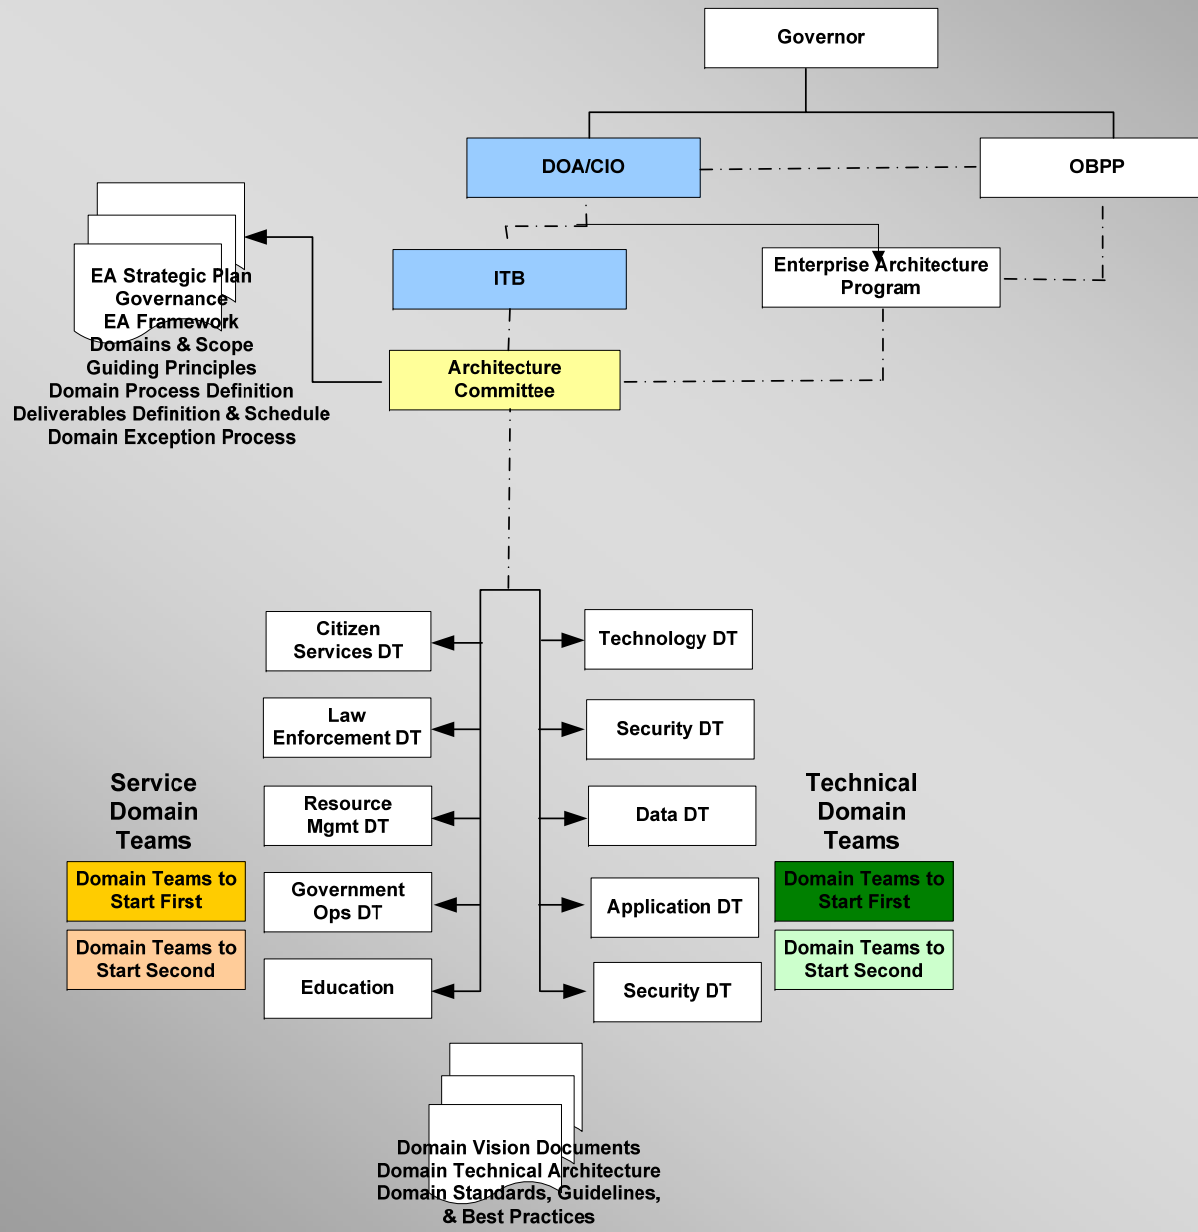 Governor
DOA/CIO
OBPP
ITB
Enterprise Architecture
Program
EA Strategic Plan
Governance
EA Framework
Domains & Scope
Guiding Principles
Domain Process Definition
Deliverables Definition & Schedule
Domain Exception Process
Architecture
Committee
Citizen
Services DT
Technology DT
Law
Enforcement DT
Security DT
Service
Domain
Teams
Resource
Mgmt DT
Data DT
Technical
Domain
Teams
Domain Teams to
Start First
Government
Ops DT
Application DT
Domain Teams to
Start First
Domain Teams to
Start Second
Education
Security DT
Domain Teams to
Start Second
Domain Vision Documents
Domain Technical Architecture
Domain Standards, Guidelines,
& Best Practices